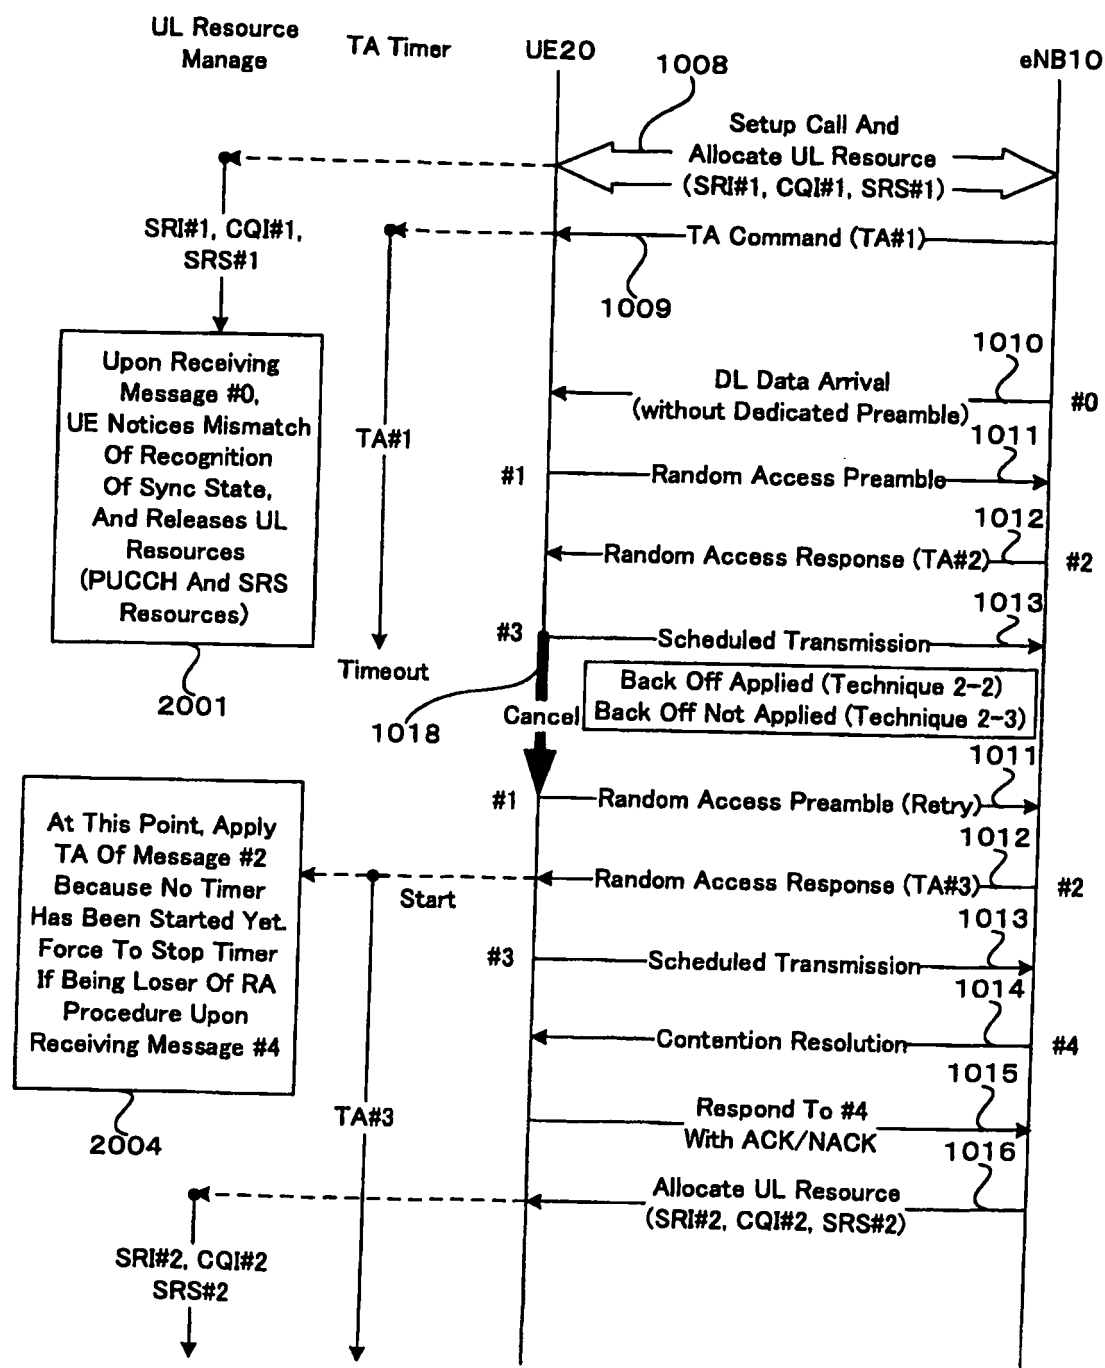 UL Resource
Manage
TA Timer
UE20
eNB10
1008
Setup Call And
Allocate UL Resource
(SRI#1, CQI#1, SRS#1)
SRI#1, CQI#1,
SRS#1
TA Command (TA#1)
1009
Upon Receiving
Message #0,
UE Notices Mismatch
Of Recognition
Of Sync State,
And Releases UL
Resources
(PUCCH And SRS
Resources)
2001
TA#1
Timeout
1010
DL Data Arrival
(without Dedicated Preamble)
#0
1011
#1
Random Access Preamble
1012
Random Access Response (TA#2)
#2
1013
#3
Scheduled Transmission
Back Off Applied (Technique 2-2)
Back Off Not Applied (Technique 2-3)
Cancel
1018
1011
#1
Random Access Preamble (Retry)
1012
Random Access Response (TA#3)
#2
Start
At This Point, Apply
TA Of Message #2
Because No Timer
Has Been Started Yet.
Force To Stop Timer
If Being Loser Of RA
Procedure Upon
Receiving Message #4
2004
1013
#3
Scheduled Transmission
1014
Contention Resolution
#4
1015
TA#3
Respond To #4
With ACK/NACK
1016
Allocate UL Resource
(SRI#2, CQI#2, SRS#2)
SRI#2, CQI#2
SRS#2